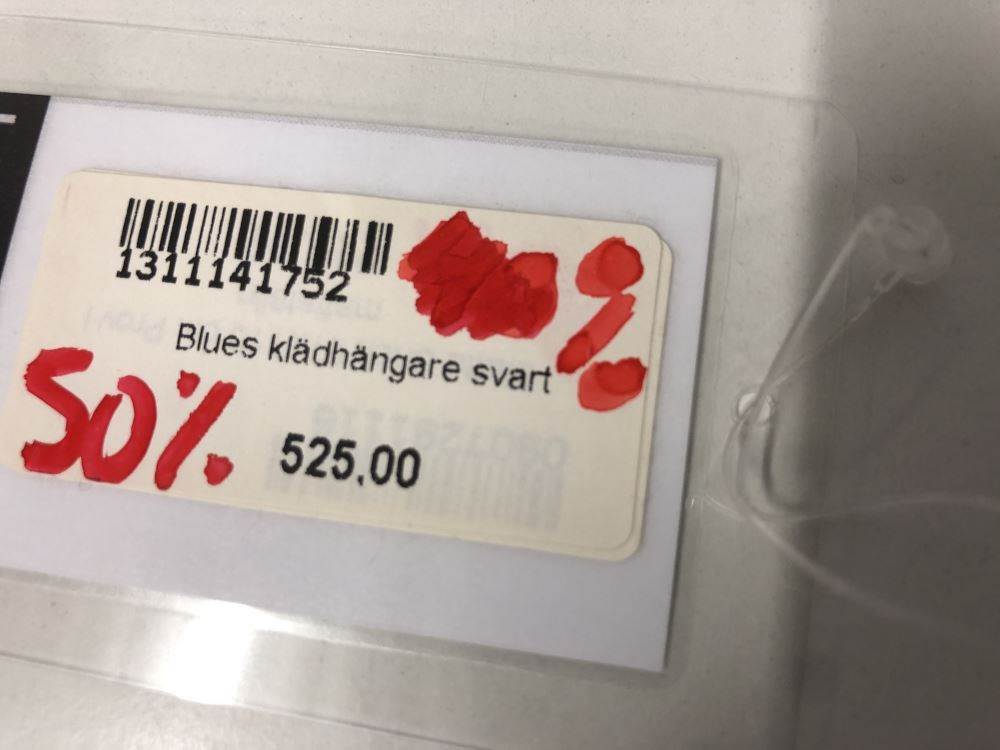 1311141752
%
Blues klädhängare svart
50%
525,00